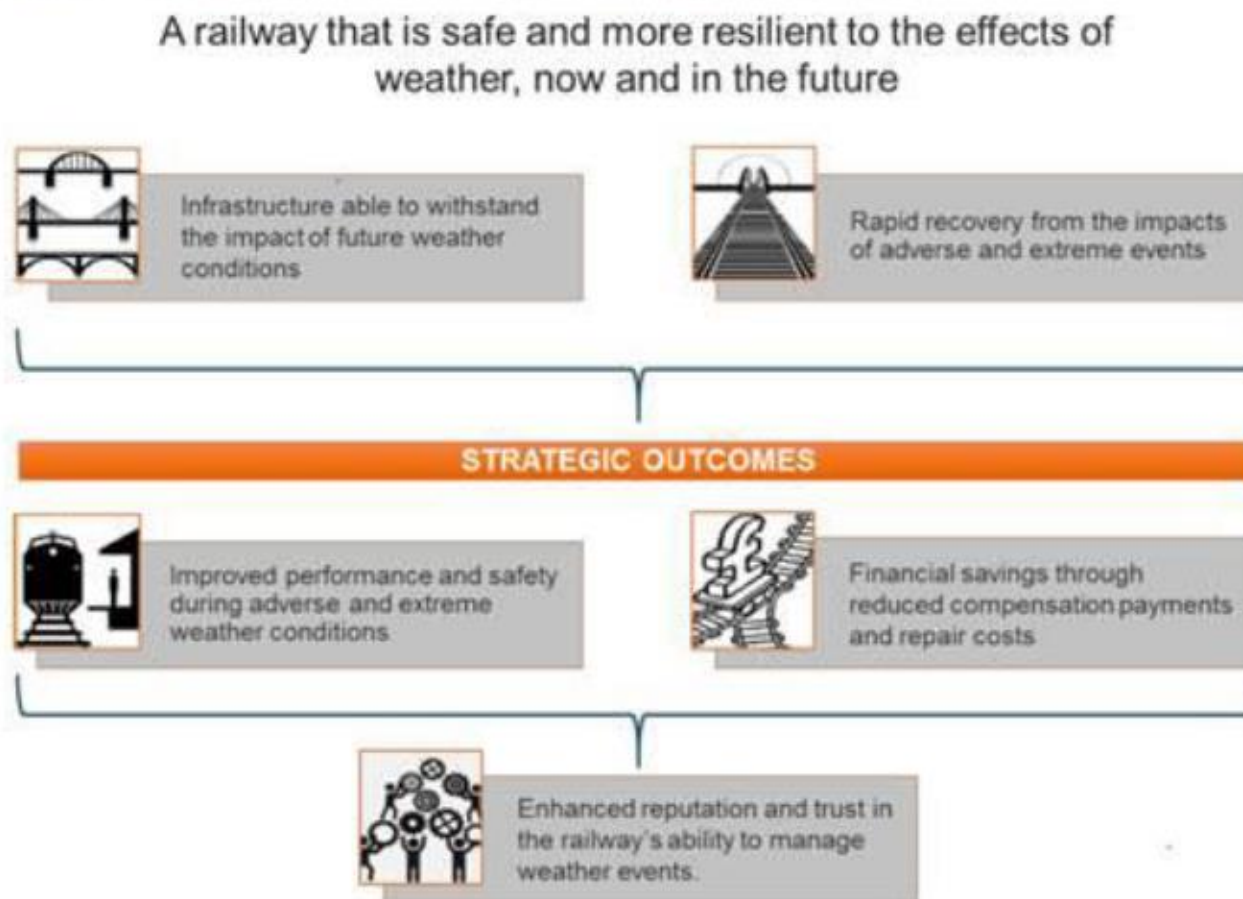 A railway that is safe and more resilient to the effects of
weather, now and in the future
Infrastructure able to withstand
the impact of future weather
conditions
Rapid recovery from the impacts
of adverse and extreme events
STRATEGIC OUTCOMES
Improved performance and safety
during adverse and extreme
weather conditions
£
Financial savings through
reduced compensation payments
and repair costs
Enhanced reputation and trust in
the railway's ability to manage
weather events.